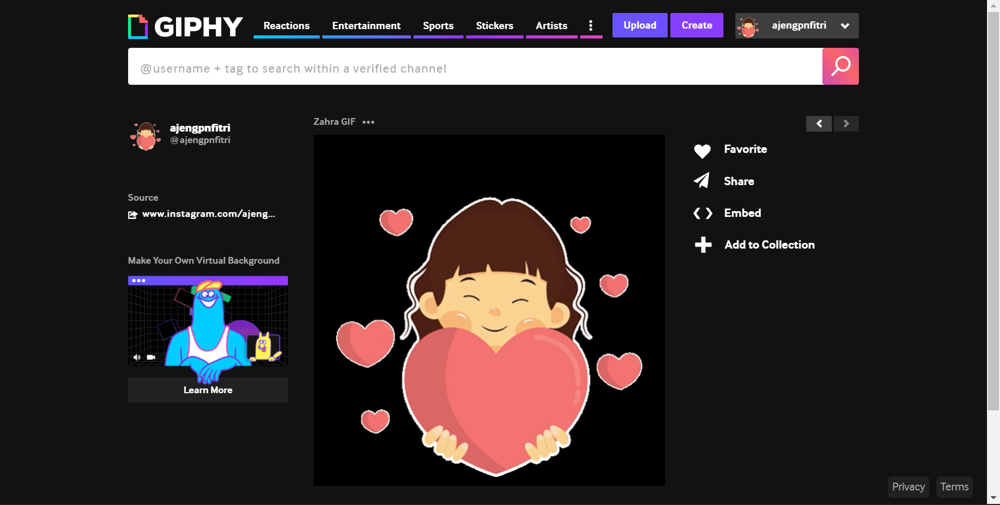 GIPHY
Reactions
Entertainment
Sports
Stickers
Artists
Upload
Create
ajengpnfitri
@username + tag to search within a verified channel
ajengpnfitri
@ajengpnfitri
Zahra GIF
Source
www.instagram.com/ajeng...
Make Your Own Virtual Background
Learn More
Favorite
Share
Embed
Add to Collection
Privacy
Terms